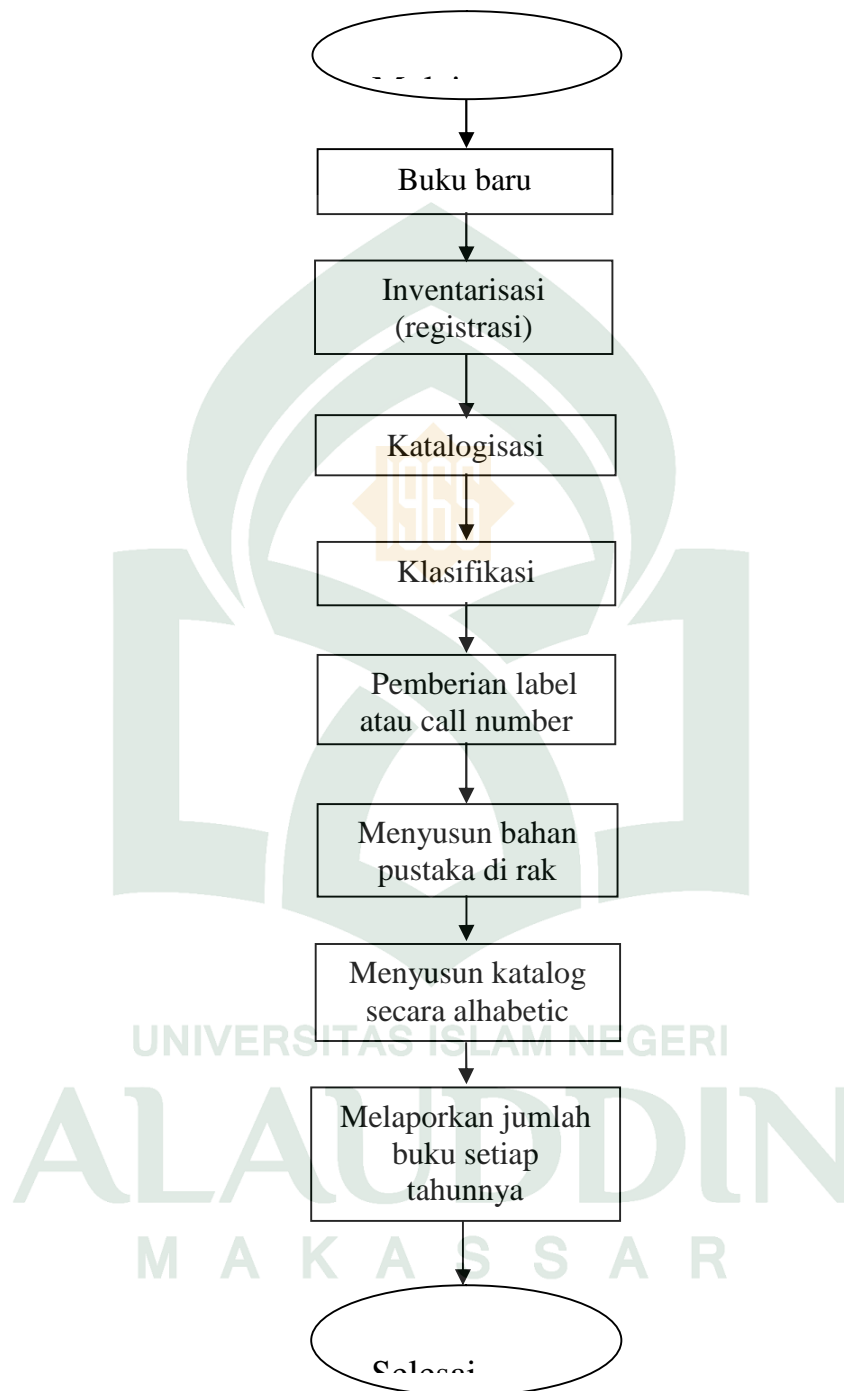 Buku baru
Inventarisasi
(registrasi)
Katalogisasi
1965
Klasifikasi
Pemberian label
atau call number
Menyusun bahan
pustaka di rak
Menyusun katalog
secara alhabetic
UNIVERSITAS ISLAM NEGERI
Melaporkan jumlah
buku setiap
tahunnya
ALAUDDIN
MAKASSAR
Selesai